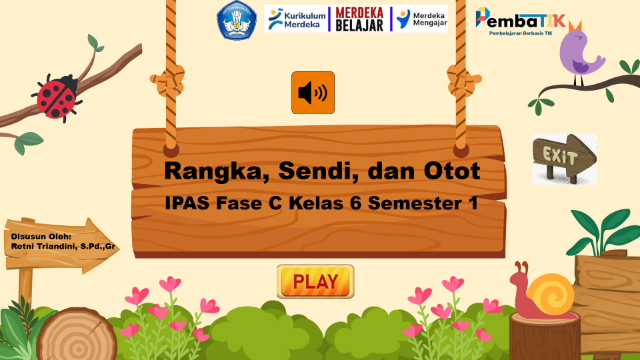 Kurikulum
Merdeka
MERDEKA
BELAJAR
Merdeka
Mengajar
PembaTIK
Pembelajaran Berbasis TIK
EXIT
Rangka, Sendi, dan Otot
IPAS Fase C Kelas 6 Semester 1
Disusun Oleh:
Rotni Triandini, S.Pd.,Gr
PLAY